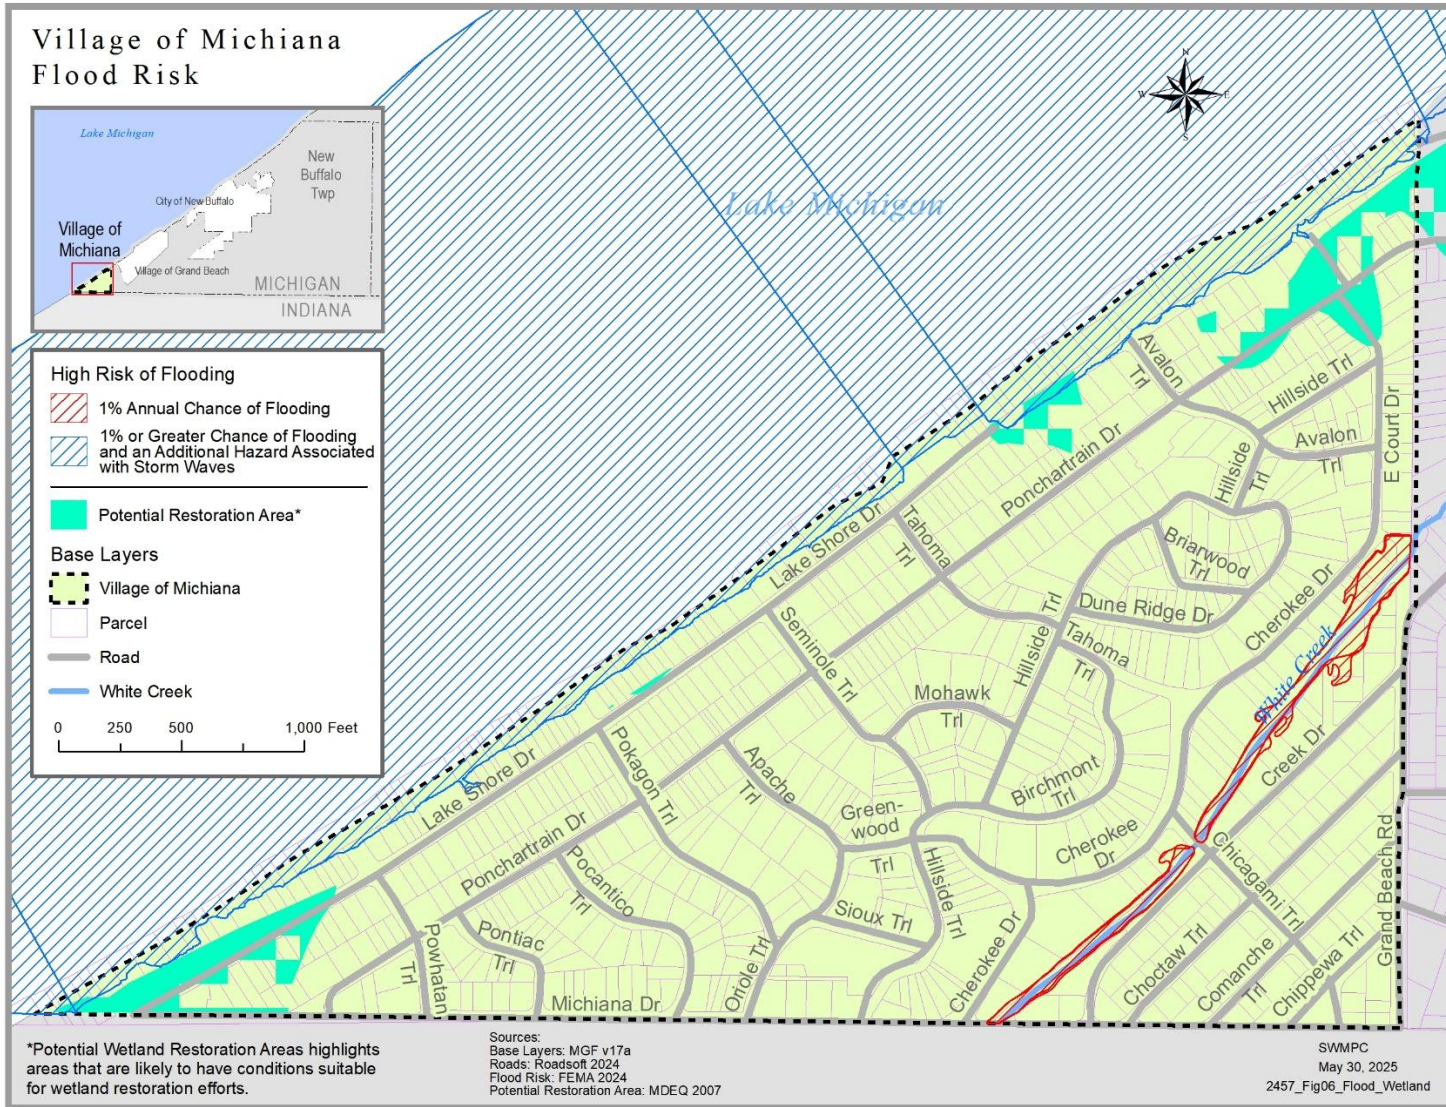 Village of Michiana
Flood Risk
Lake Michigan
New
Buffalo
Twp
City of New Buffalo
Village of
Michiana
Village of Grand Beach
MICHIGAN
INDIANA
N
W
E
S
Lake Michigan
High Risk of Flooding
1% Annual Chance of Flooding
1% or Greater Chance of Flooding
and an Additional Hazard Associated
with Storm Waves
Potential Restoration Area*
Base Layers
Village of Michiana
Parcel
Road
White Creek
0 250 500 1,000 Feet
Avalon
Trl
Hillside Trl
Avalon
Trl
E Court Dr
Ponchartrain Dr
Hillside
Trl
Lake Shore Dr
Tahoma
Trl
Briarwood
Trl
Dune Ridge Dr
Cherokee Dr
Seminole Trl
Hillside Trl
Tahoma
Trl
White Creek
Mohawk
Trl
Creek Dr
Lake Shore Dr
Pokagon Trl
Apache
Trl
Birchmont
Trl
Green-
wood
Trl
Cherokee
Dr
Ponchartrain Dr
Hillside Trl
Chicagami Trl
Grand Beach Rd
Pocantico
Trl
Sioux Trl
Pontiac
Trl
Powhatan
Trl
Oriole Trl
Cherokee Dr
Choctaw Trl
Comanche
Trl
Chippewa Trl
Michiana Dr
*Potential Wetland Restoration Areas highlights
areas that are likely to have conditions suitable
for wetland restoration efforts.
Sources:
Base Layers: MGF v17a
Roads: Roadsoft 2024
Flood Risk: FEMA 2024
Potential Restoration Area: MDEQ 2007
SWMPC
May 30, 2025
2457_Fig06_Flood_Wetland